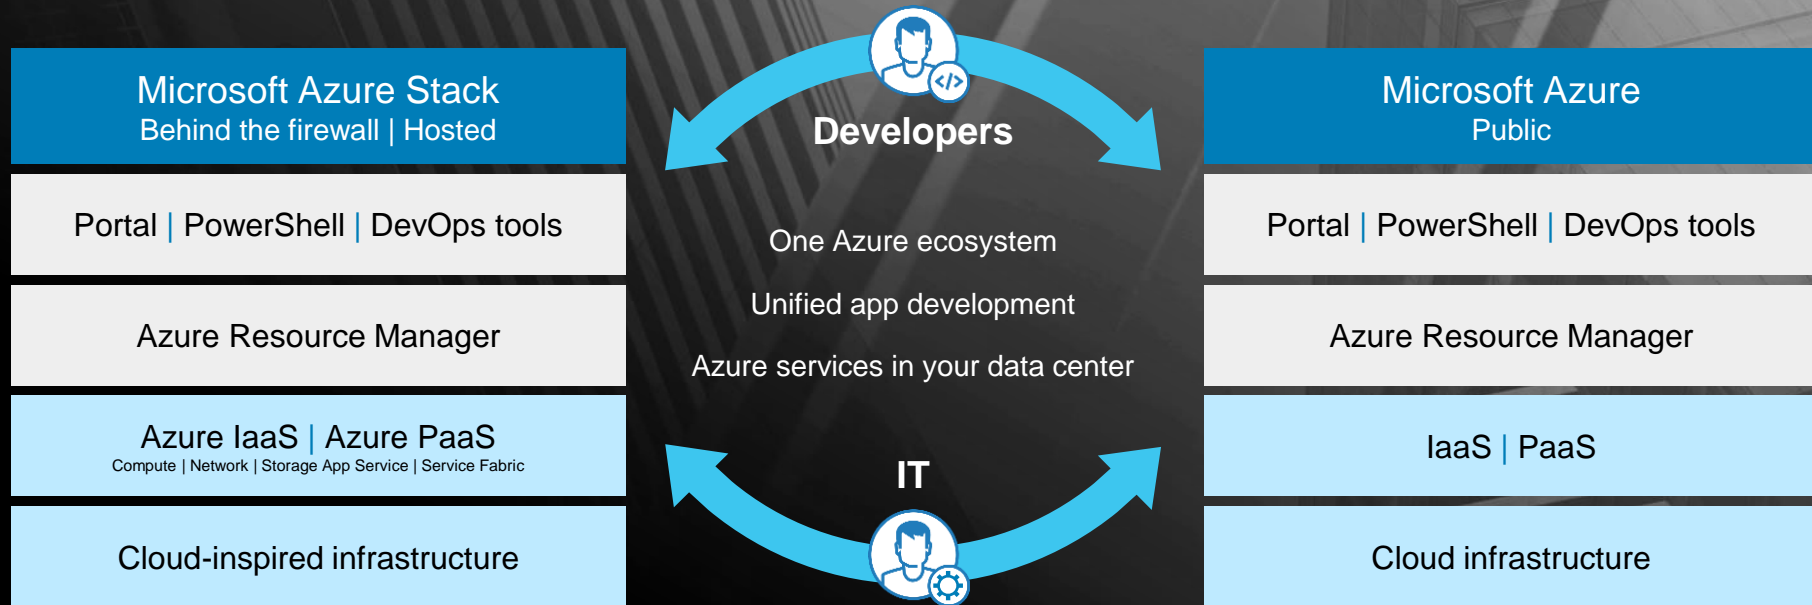 Microsoft Azure Stack
Behind the firewall | Hosted
Portal | PowerShell | DevOps tools
Azure Resource Manager
Azure IaaS | Azure PaaS
Compute | Network | Storage App Service | Service Fabric
Cloud-inspired infrastructure
</>
Developers
One Azure ecosystem
Unified app development
Azure services in your data center
IT
Microsoft Azure
Public
Portal | PowerShell | DevOps tools
Azure Resource Manager
IaaS | PaaS
Cloud infrastructure